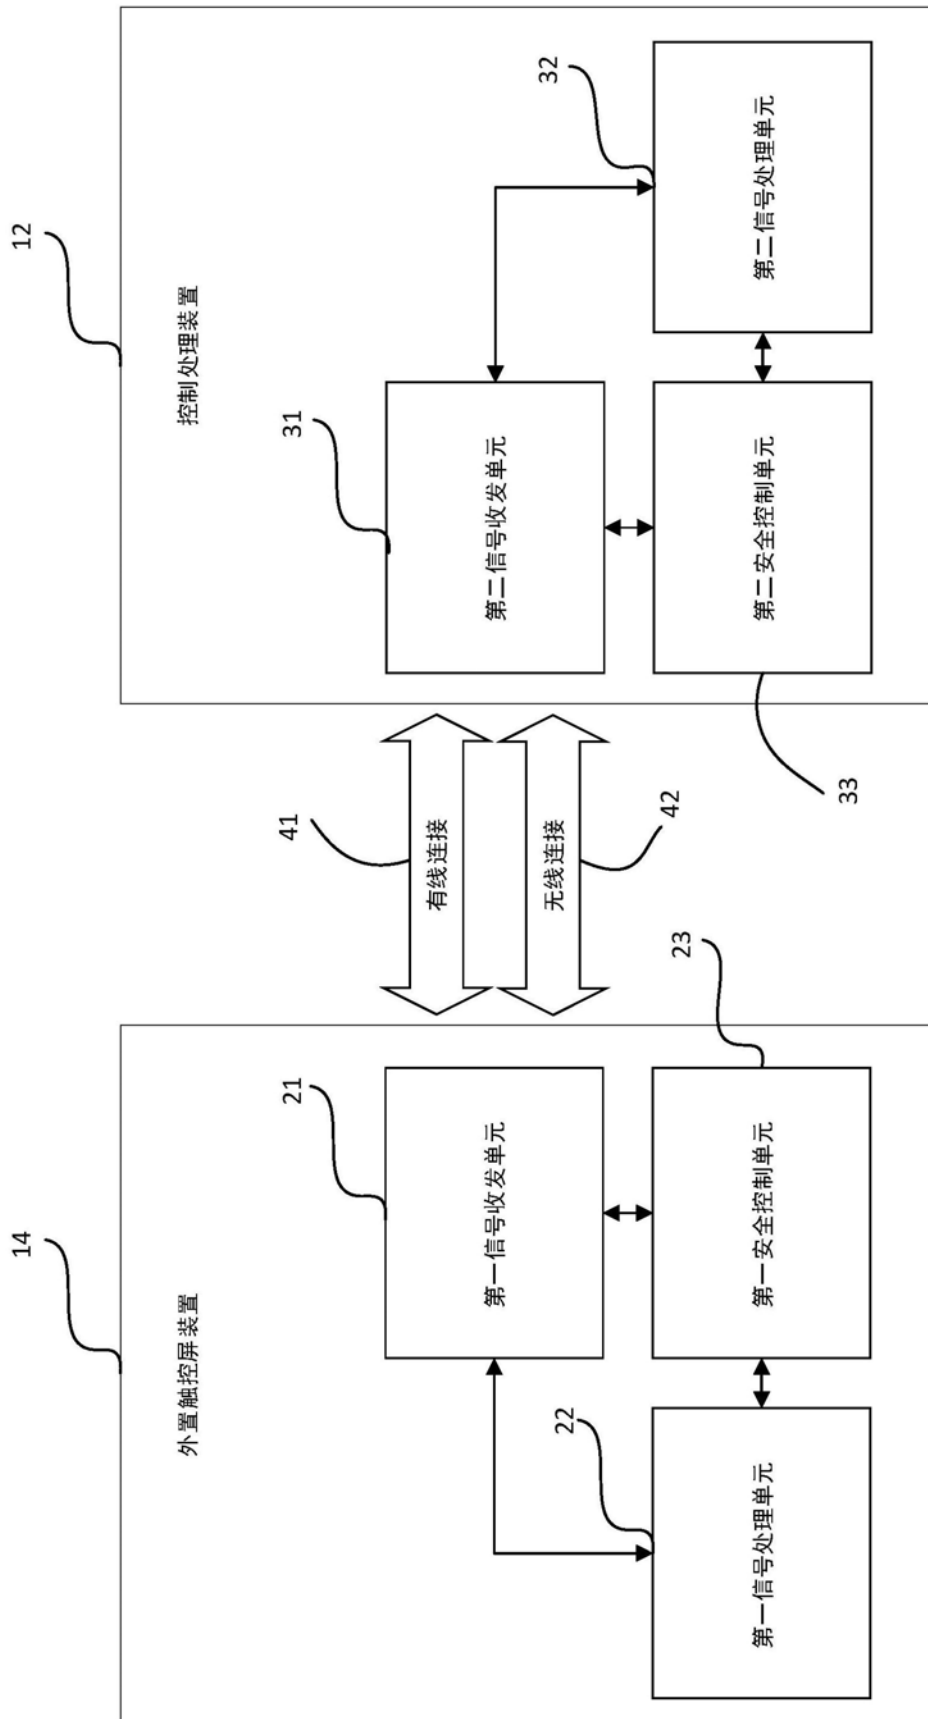 14
12
外置触控屏装置
控制处理装置
21
31
第一信号收发单元
41
有线连接
第二信号收发单元
无线连接
42
22
32
第一信号处理单元
第一安全控制单元
23
第二安全控制单元
第二信号处理单元
33